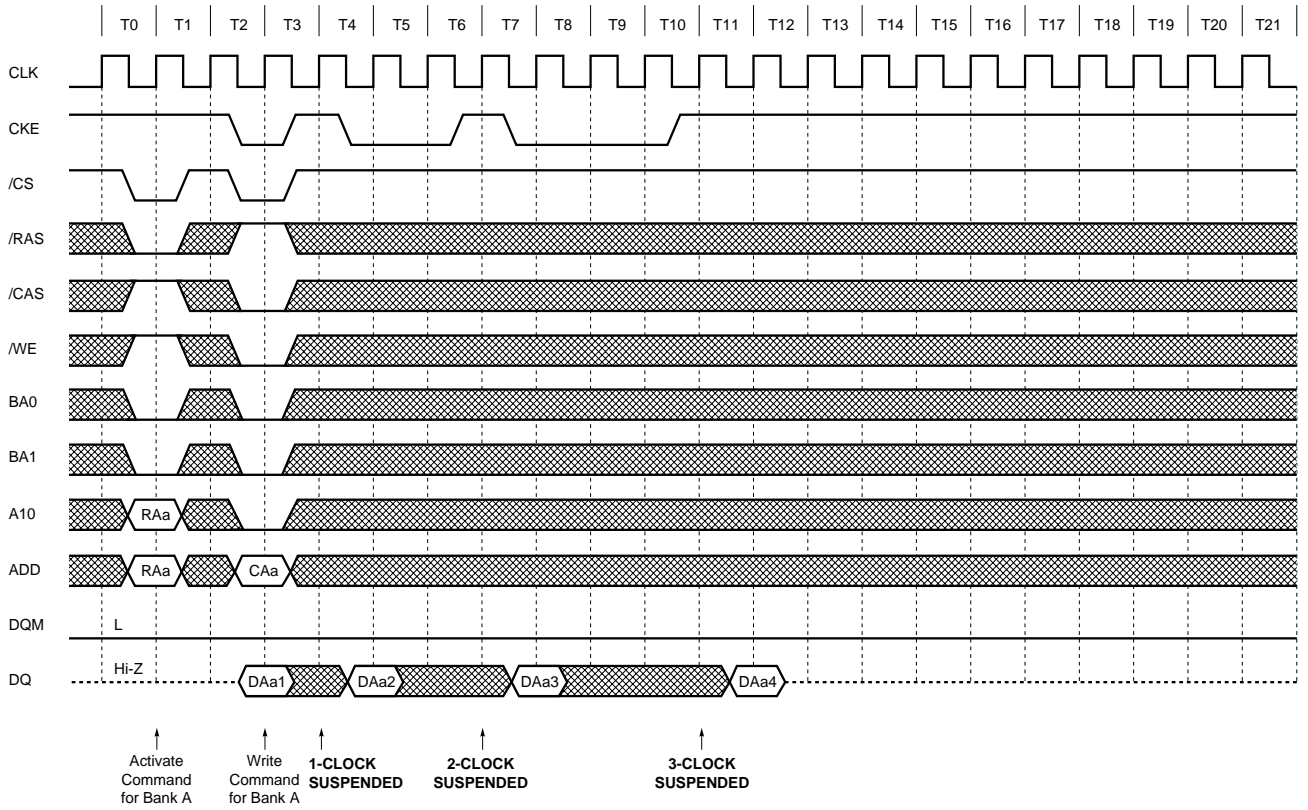 T0 T1 T2 T3 T4 T5 T6 T7 T8 T9 T10 T11 T12 T13 T14 T15 T16 T17 T18 T19 T20 T21
CLK
CKE
/CS
/RAS
/CAS
/WE
BA0
BA1
A10 RAa
ADD RAa CAa
DQM L
DQ Hi-Z DAa1 DAa2 DAa3 DAa4
Activate
Command
for Bank A
Write
Command
for Bank A
1-CLOCK
SUSPENDED
2-CLOCK
SUSPENDED
3-CLOCK
SUSPENDED